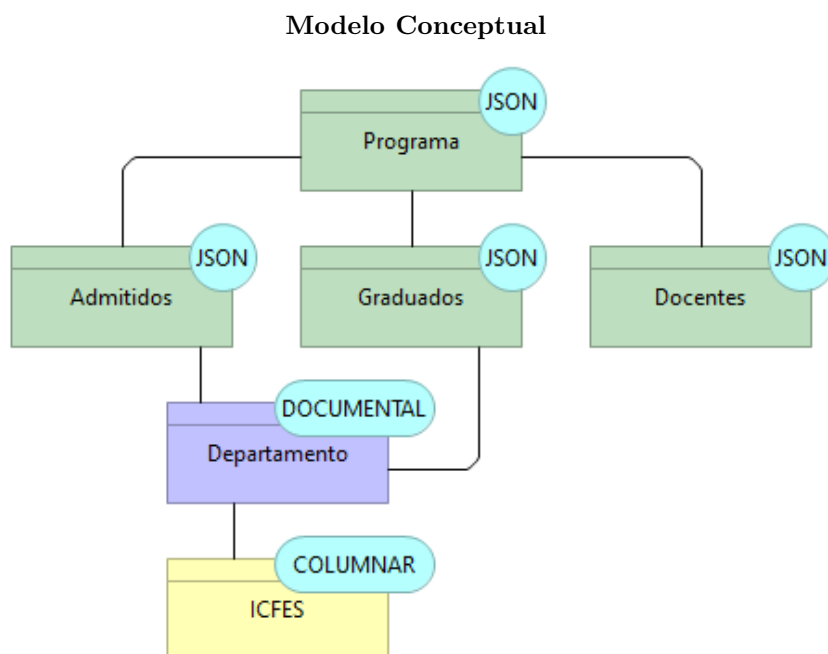 Modelo Conceptual
JSON
Programa
JSON
JSON
JSON
Admitidos
Graduados
Docentes
DOCUMENTAL
Departamento
COLUMNAR
ICFES